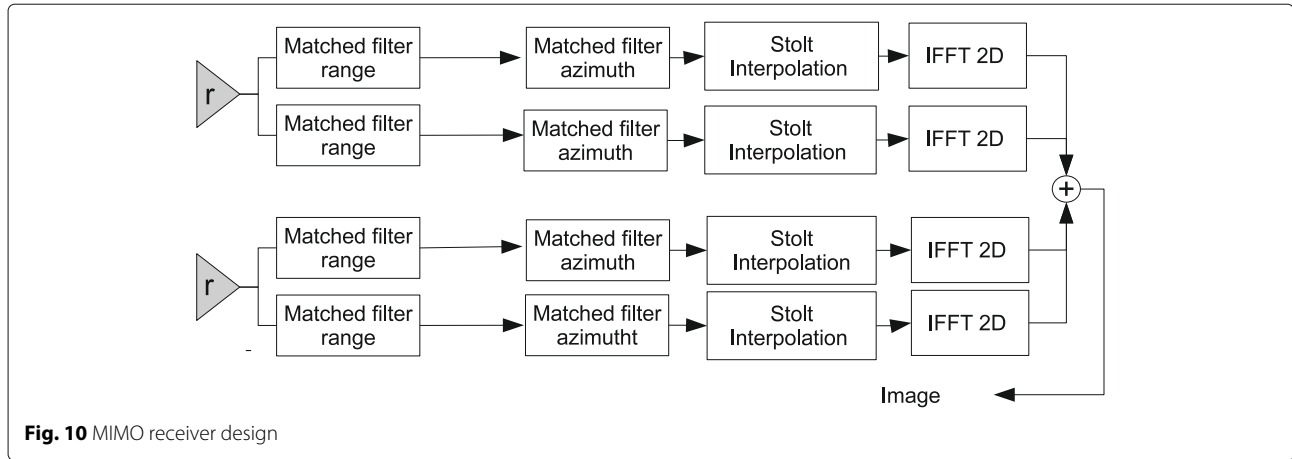 Matched filter
range
Matched filter
azimuth
Stolt
Interpolation
IFFT 2D
r
Matched filter
range
Matched filter
azimuth
Stolt
Interpolation
IFFT 2D
+
Matched filter
range
Matched filter
azimuth
Stolt
Interpolation
IFFT 2D
r
Matched filter
range
Matched filter
azimutht
Stolt
Interpolation
IFFT 2D
Image
Fig. 10 MIMO receiver design